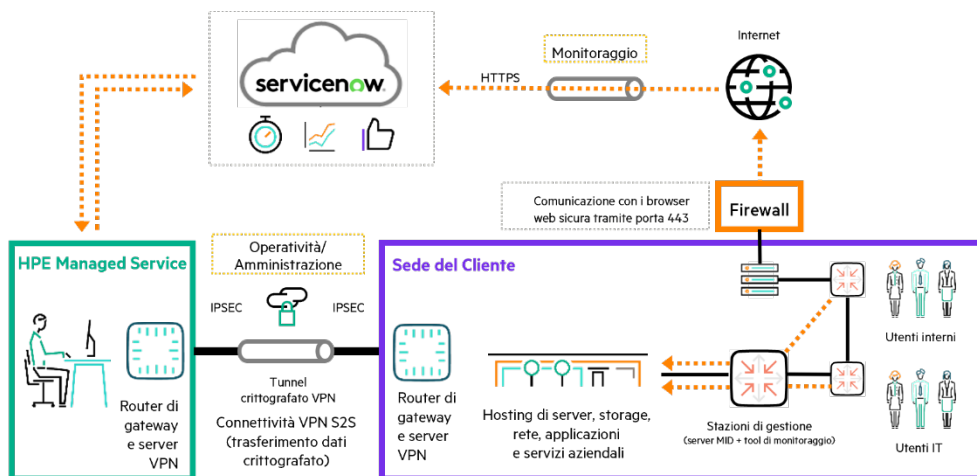 Internet
Monitoraggio
HTTPS
servicenow
Comunicazione con i browser
web sicura tramite porta 443
Firewall
HPE Managed Service
Operatività/
Amministrazione
Sede del Cliente
IPSEC
IPSEC
Utenti interni
Tunnel
crittografato VPN
Connettività VPN S2S
(trasferimento dati
crittografato)
Router di
gateway
e server
VPN
Router di
gateway
e server
VPN
Hosting di server, storage,
rete, applicazioni
e servizi aziendali
Stazioni di gestione
(server MID + tool di monitoraggio)
Utenti IT